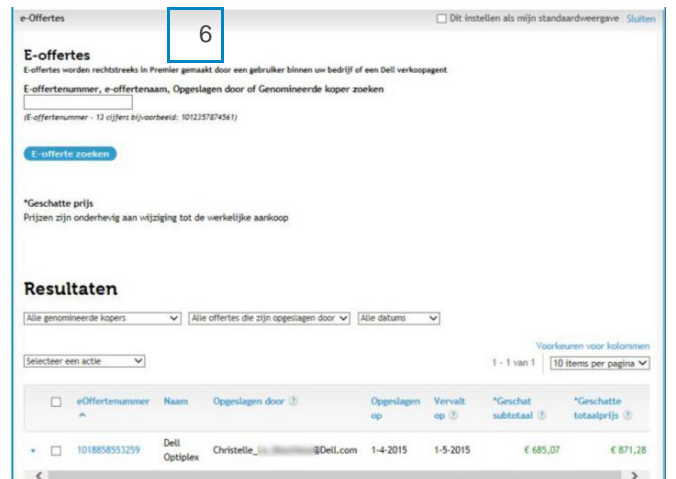 e-Offertes
6
Dit instellen als mijn standaardweergave Sluiten
E-offertes
E-offertes worden rechtstreeks in Premier gemaakt door een gebruiker binnen uw bedrijf of een Dell verkoopagent
E-offertenummer, e-offertenaam, Opgeslagen door of Genomineerde koper zoeken
(E-offertenummer - 13 cijfers bijvoorbeeld: 1012357874561)
E-offerte zoeken
*Geschatte prijs
Prijzen zijn onderhevig aan wijziging tot de werkelijke aankoop
Resultaten
Alle genomineerde kopers Alle offertes die zijn opgeslagen door Alle datums
Voorkeuren voor kolommen
Selecteer een actie 1 - 1 van 1 10 items per pagina
eOffertenummer Naam Opgeslagen door ? Opgeslagen Vervalt *Geschat *Geschatte
op op ? subtotaal ? totaalprijs ?
Dell
1018858553259 Christelle_ @Dell.com 1-4-2015 1-5-2015 € 685,07 € 871,28
Optiplex